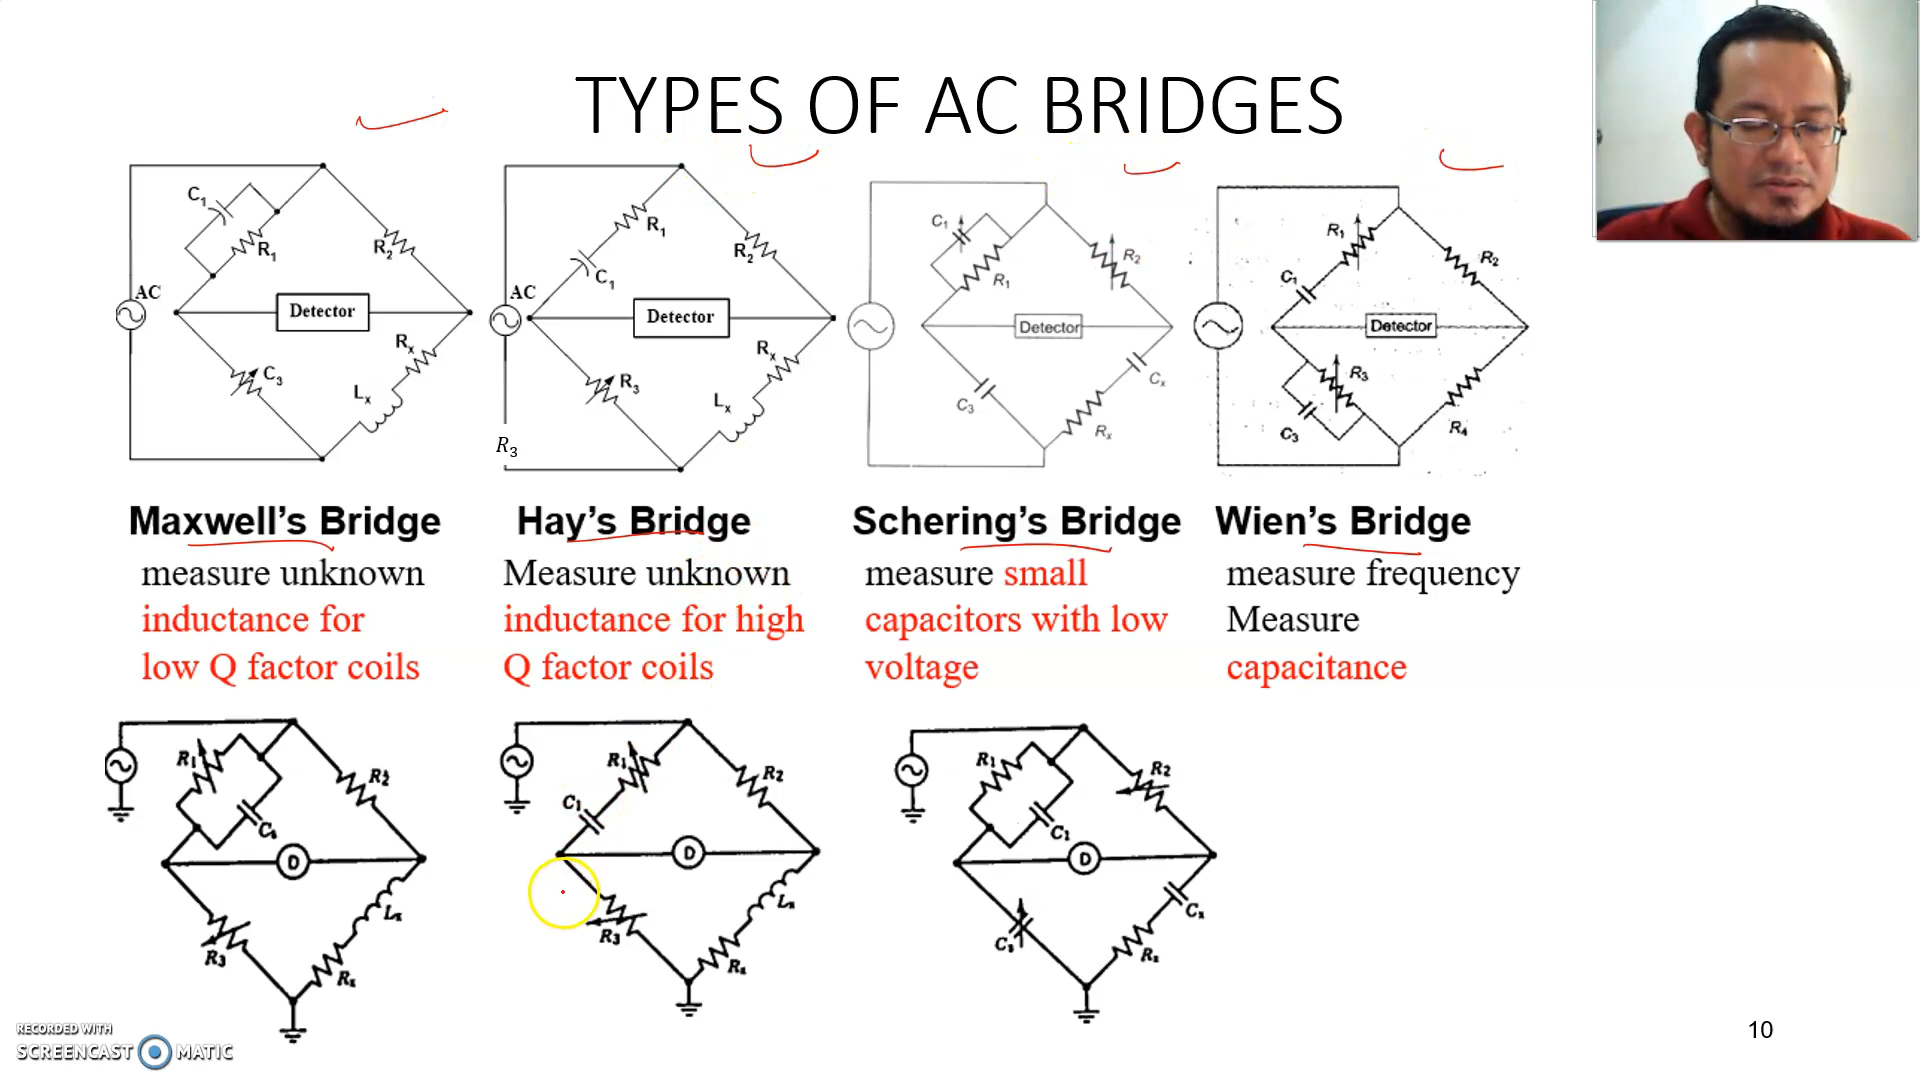 TYPES OF AC BRIDGES
C1
R1
R2
AC
Detector
Rx
C3
Lx
R1
R2
C1
AC
Detector
Rx
R3
Lx
R3
C1
R1
R2
Detector
C3
Cx
Rx
R1
R2
C1
Detector
R3
C3
R4
Maxwell's Bridge
measure unknown
inductance for
low Q factor coils
Hay's Bridge
Measure unknown
inductance for high
Q factor coils
Schering's Bridge
measure small
capacitors with low
voltage
Wien's Bridge
measure frequency
Measure
capacitance
R1
R2
C1
D
R3
Lx
Rx
R1
R2
C1
D
R3
Lx
Rx
R1
R2
C1
D
C3
Cx
Rx
RECORDED WITH
SCREENCAST MATIC
10